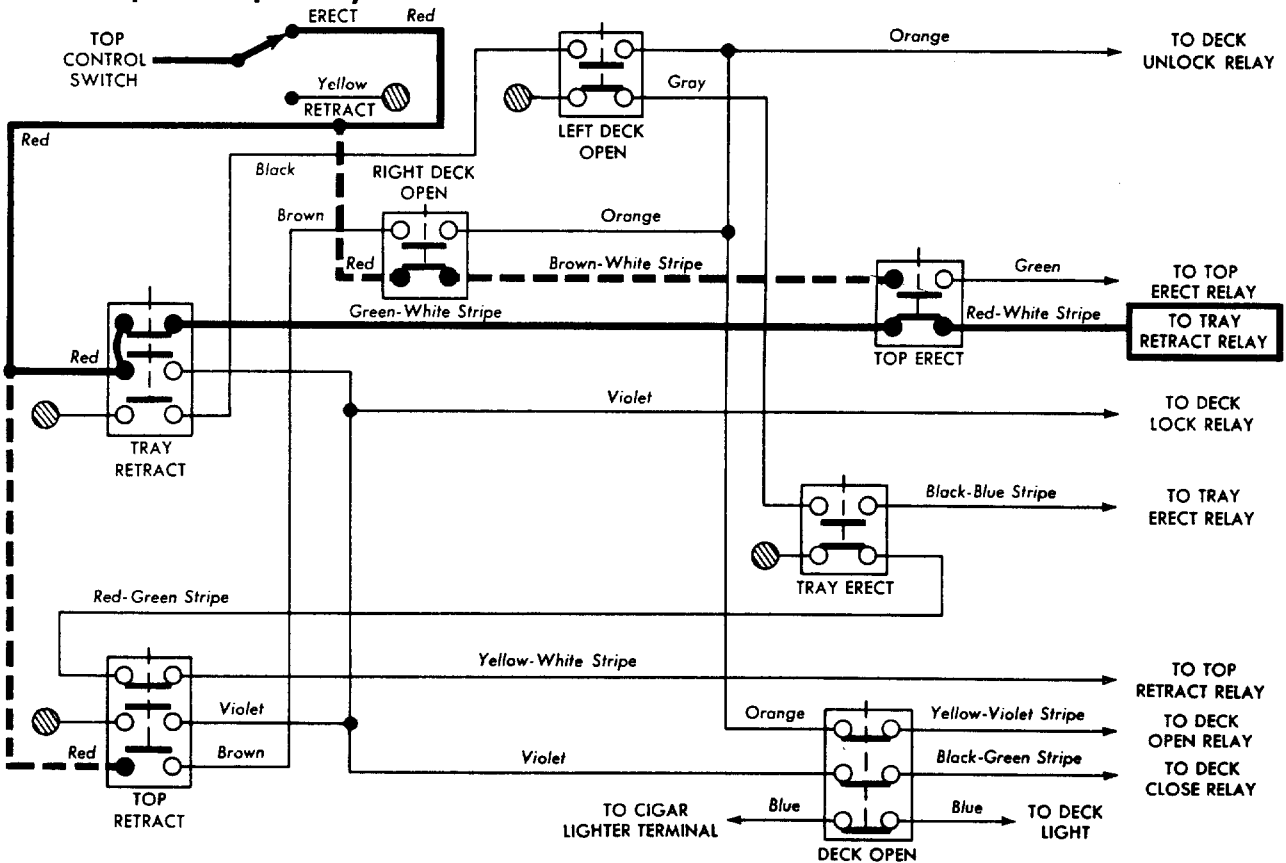 ERECT
Red
TOP
CONTROL
SWITCH
Yellow
RETRACT
Orange
TO DECK
UNLOCK RELAY
Gray
LEFT DECK
OPEN
Red
Black
RIGHT DECK
OPEN
Brown
Orange
Red
Brown-White Stripe
Green
TO TOP
ERECT RELAY
Green-White Stripe
Red-White Stripe
TO TRAY
RETRACT RELAY
TOP ERECT
Red
Violet
TO DECK
LOCK RELAY
TRAY
RETRACT
Black-Blue Stripe
TO TRAY
ERECT RELAY
TRAY ERECT
Red-Green Stripe
Yellow-White Stripe
TO TOP
RETRACT RELAY
Violet
Orange
Yellow-Violet Stripe
TO DECK
OPEN RELAY
Red
Brown
Violet
Black-Green Stripe
TO DECK
CLOSE RELAY
TOP
RETRACT
TO CIGAR
LIGHTER TERMINAL
Blue
Blue
TO DECK
LIGHT
DECK OPEN